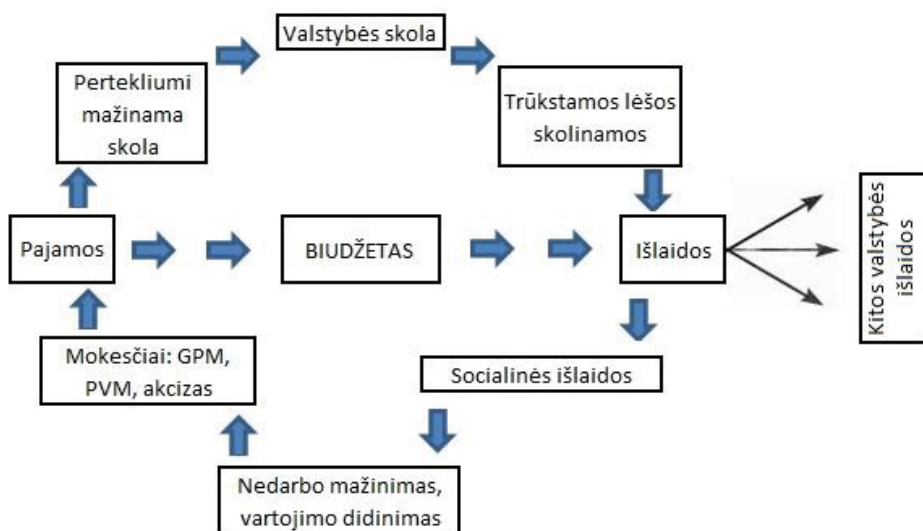 Valstybės skola
Pertekliumi
mažinama
skola
Trūkstamos lėšos
skolinamos
Pajamos
BIUDŽETAS
Išlaidos
Kitos valstybės
išlaidos
Mokesčiai: GPM,
PVM, akcizas
Socialinės išlaidos
Nedarbo mažinimas,
vartojimo didinimas